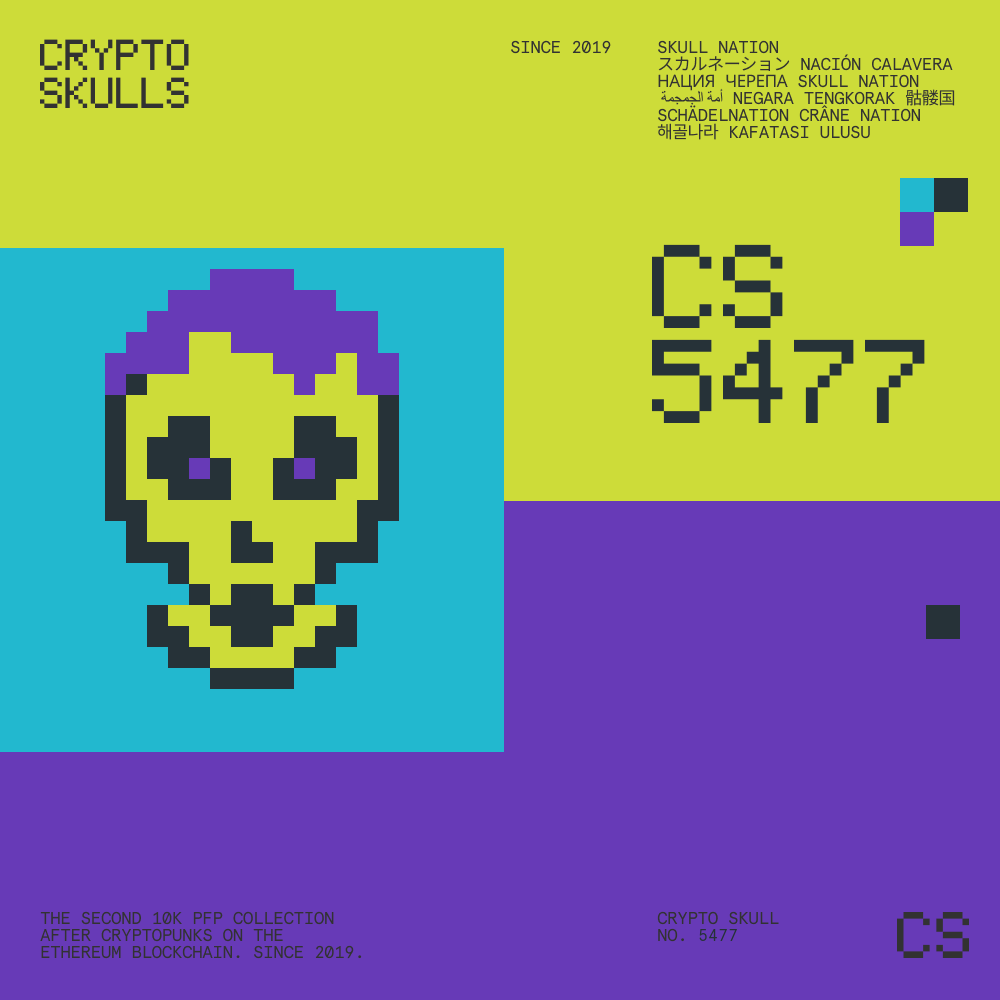 CRYPTO
SKULLS
SINCE 2019
SKULL NATION
スカルネーション NACIÓN CALAVERA
НАЦИЯ ЧЕРЕПА SKULL NATION
أمة الجمجمة NEGARA TENGKORAK 骷髅国
SCHÄDELNATION CRÂNE NATION
해골나라 KAFATASI ULUSU
CS
5477
THE SECOND 10K PFP COLLECTION
AFTER CRYPTOPUNKS ON THE
ETHEREUM BLOCKCHAIN. SINCE 2019.
CRYPTO SKULL
NO. 5477
CS